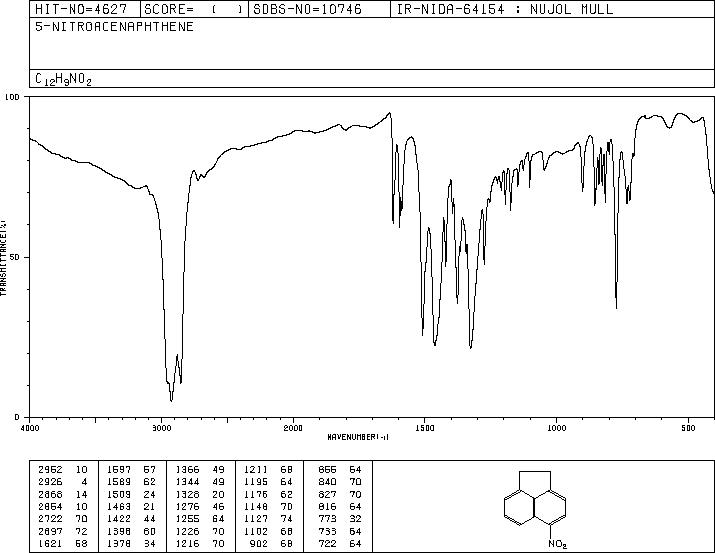 HIT-NO=4627 SCORE= ( ) SDBS-NO=10746 IR-NIDA-64154 : NUJOL MULL
5-NITROACENAPHTHENE
C12H9NO2
100
50
0
TRANSMITTANCE(%)
4000 3000 2000 1500 1000 500
WAVENUMBER(-1)
2952 10 1597 57 1366 49 1211 68 855 64
2926 4 1589 62 1344 49 1195 64 840 70
2868 14 1509 24 1328 20 1176 62 827 70
2854 10 1463 21 1276 46 1148 70 816 64
2722 70 1422 44 1255 64 1127 74 773 32
2697 72 1398 60 1226 70 1102 68 733 64
1621 58 1378 34 1216 70 902 68 722 64
NO2